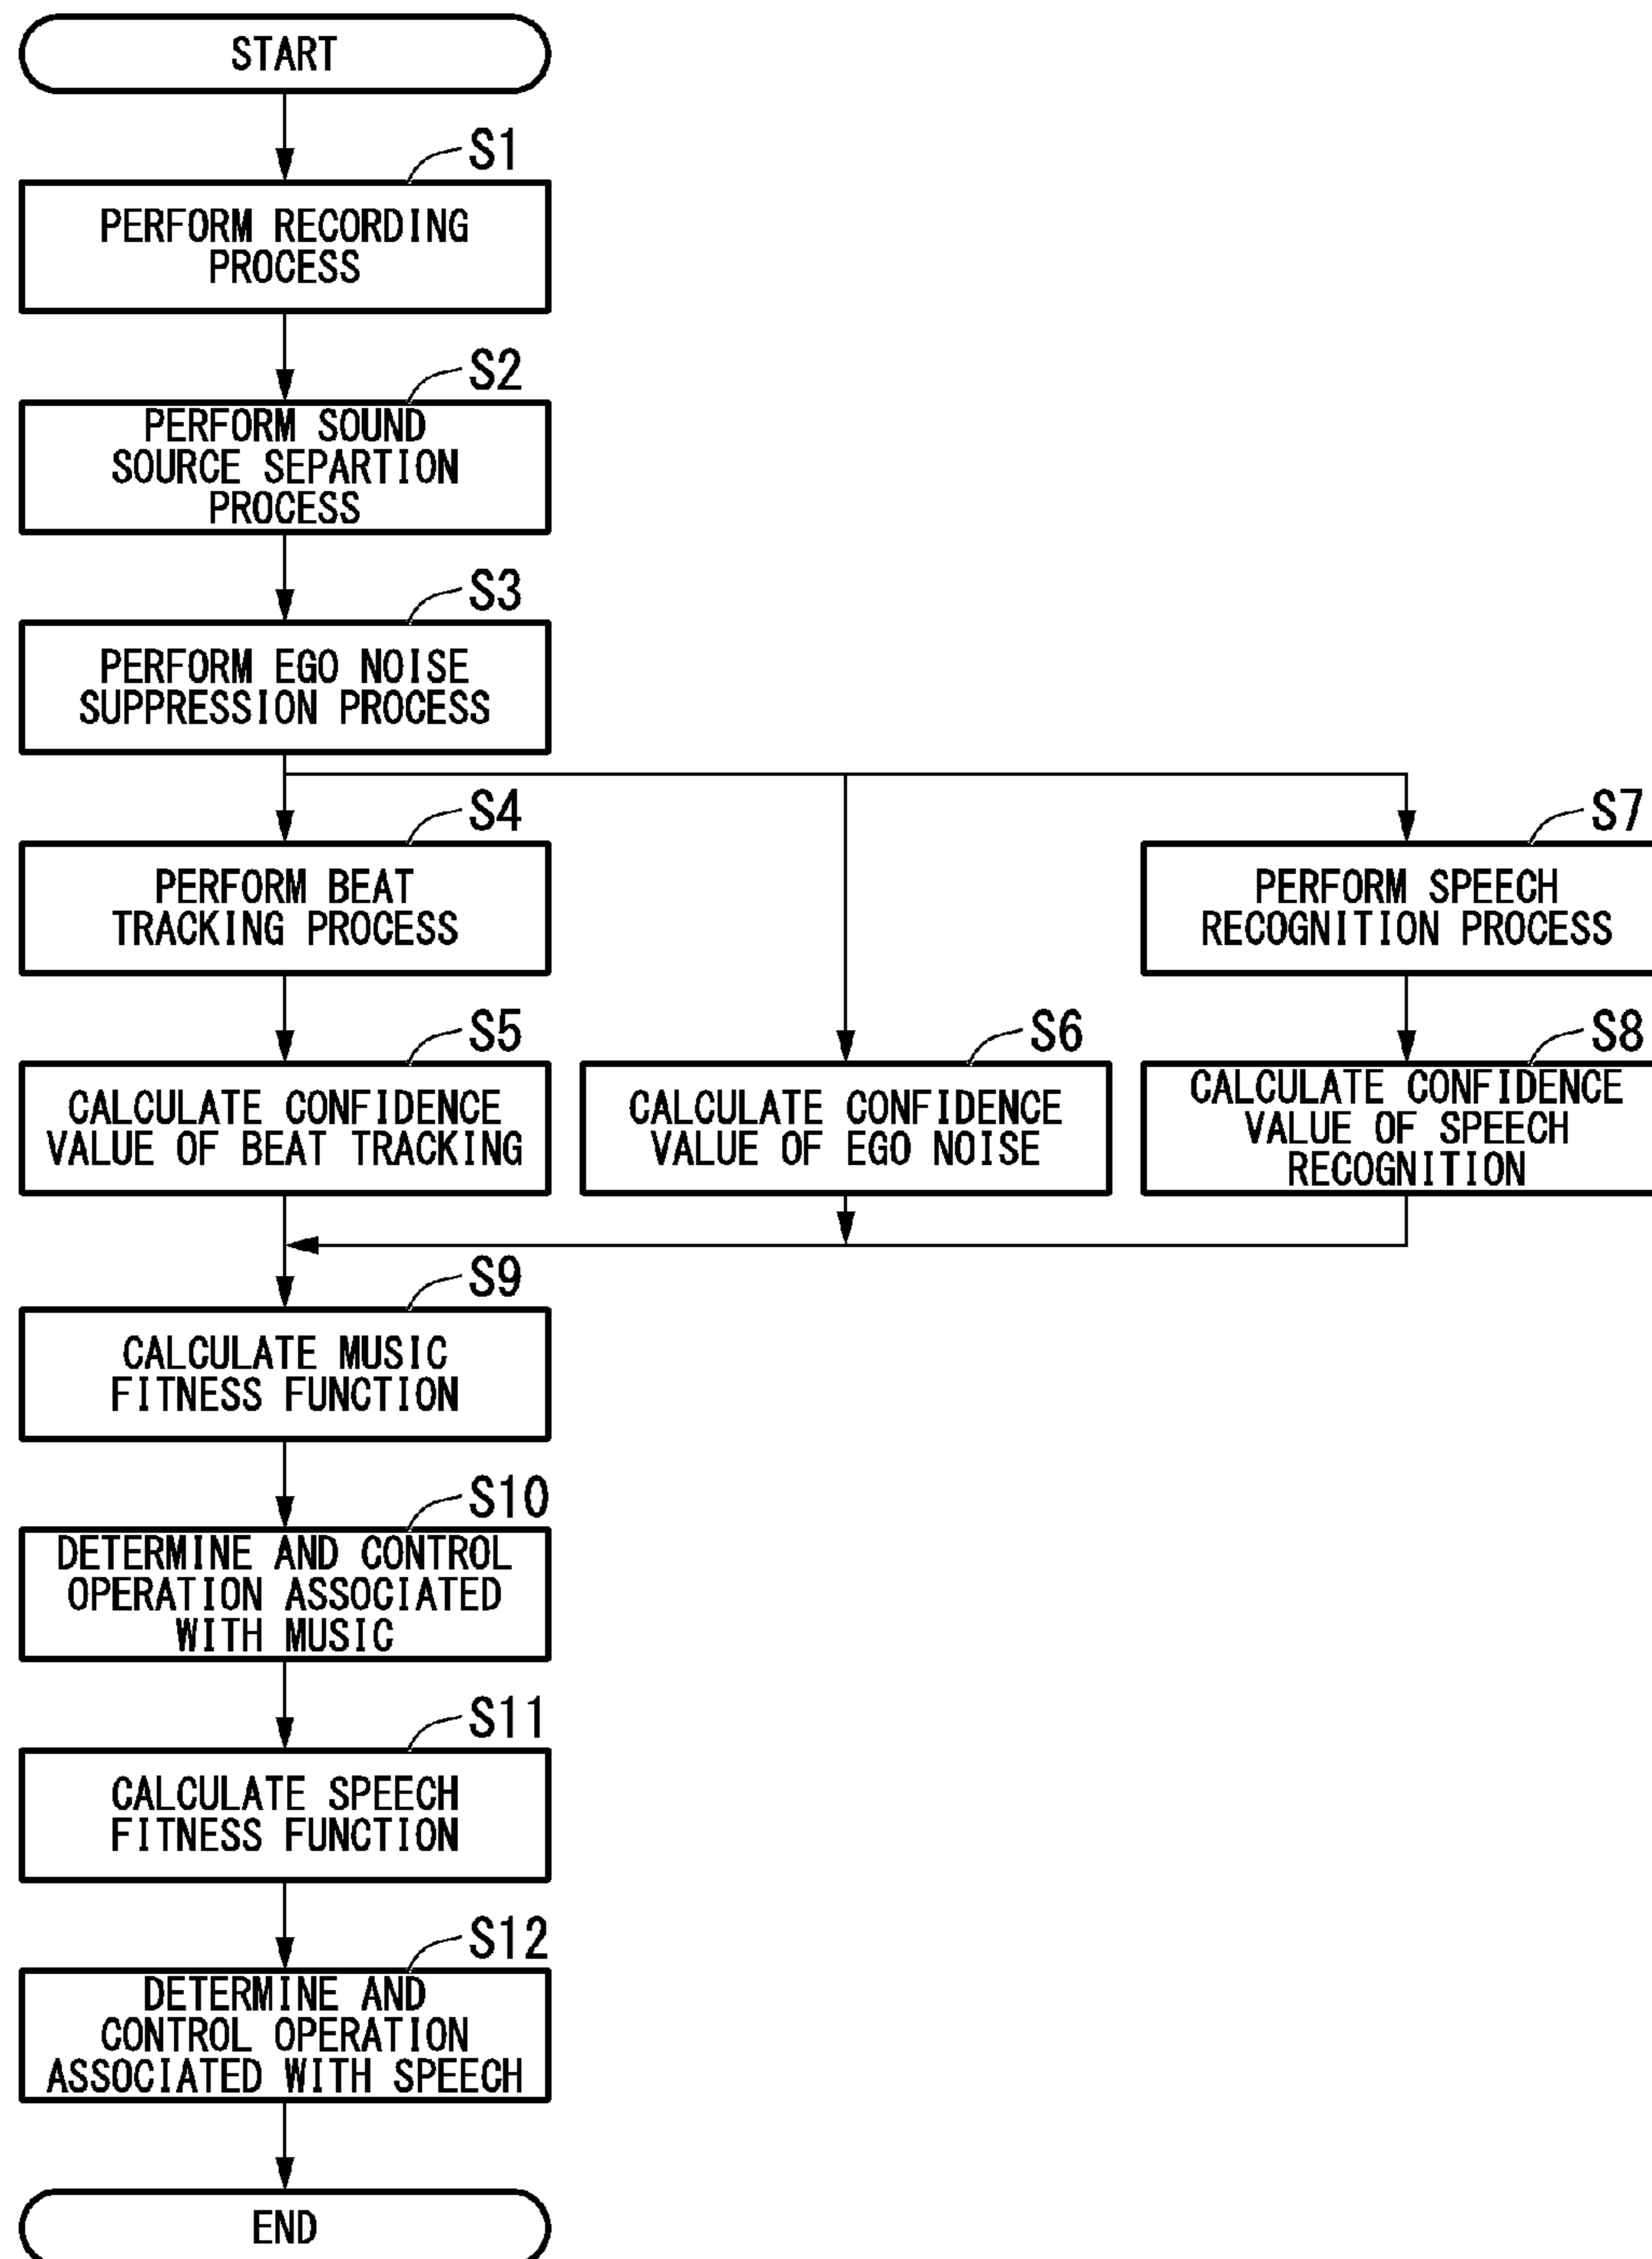 START
S1
PERFORM RECORDING
PROCESS
S2
PERFORM SOUND
SOURCE SEPARTION
PROCESS
S3
PERFORM EGO NOISE
SUPPRESSION PROCESS
S4
PERFORM BEAT
TRACKING PROCESS
S7
PERFORM SPEECH
RECOGNITION PROCESS
S5
CALCULATE CONFIDENCE
VALUE OF BEAT TRACKING
S6
CALCULATE CONFIDENCE
VALUE OF EGO NOISE
S8
CALCULATE CONFIDENCE
VALUE OF SPEECH
RECOGNITION
S9
CALCULATE MUSIC
FITNESS FUNCTION
S10
DETERMINE AND CONTROL
OPERATION ASSOCIATED
WITH MUSIC
S11
CALCULATE SPEECH
FITNESS FUNCTION
S12
DETERMINE AND
CONTROL OPERATION
ASSOCIATED WITH SPEECH
END